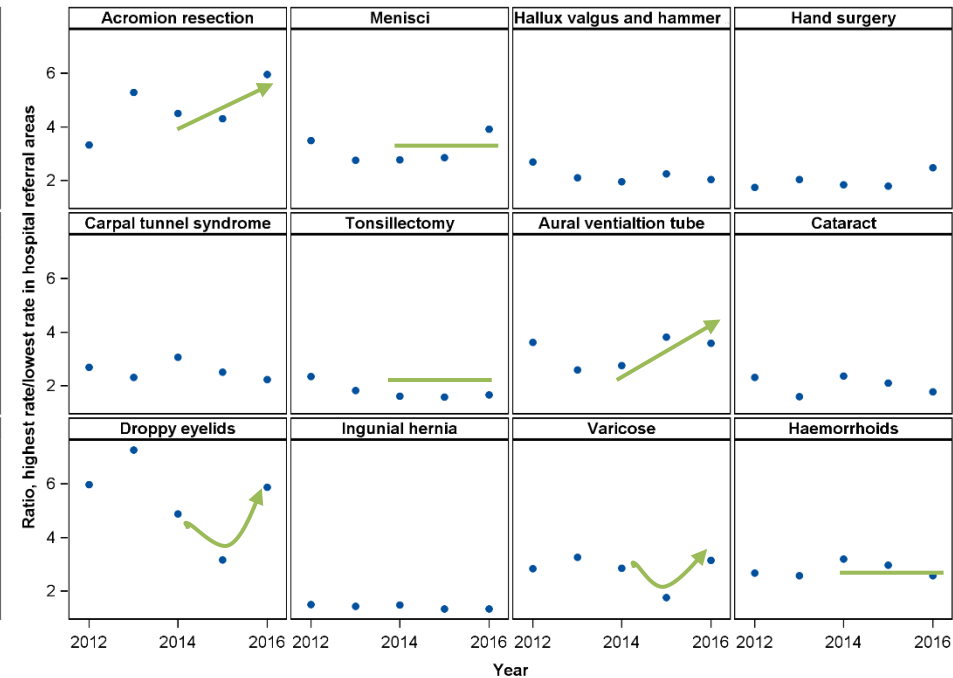 Acromion resection
Menisci
Hallux valgus and hammer
Hand surgery
6
4
2
Carpal tunnel syndrome
Tonsillectomy
Aural ventialtion tube
Cataract
6
4
2
Droppy eyelids
Ingunial hernia
Varicose
Haemorrhoids
6
4
2
Ratio, highest rate/lowest rate in hospital referral areas
2012 2014 2016 2012 2014 2016 2012 2014 2016 2012 2014 2016
Year